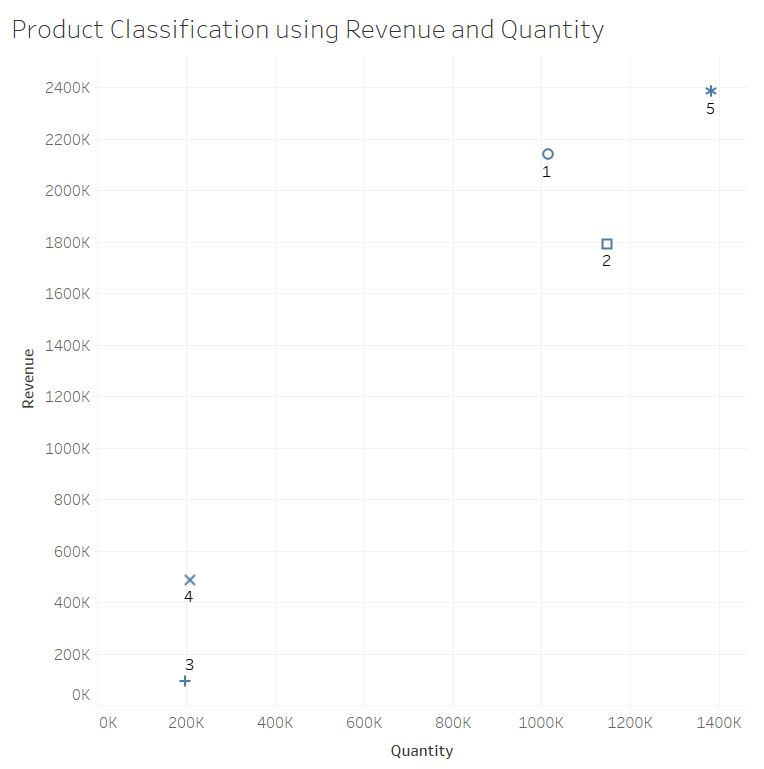 Product Classification using Revenue and Quantity
2400K
5
2200K
1
2000K
1800K
2
1600K
1400K
Revenue
1200K
1000K
800K
600K
4
400K
3
200K
0K
0K 200K 400K 600K 800K 1000K 1200K 1400K
Quantity